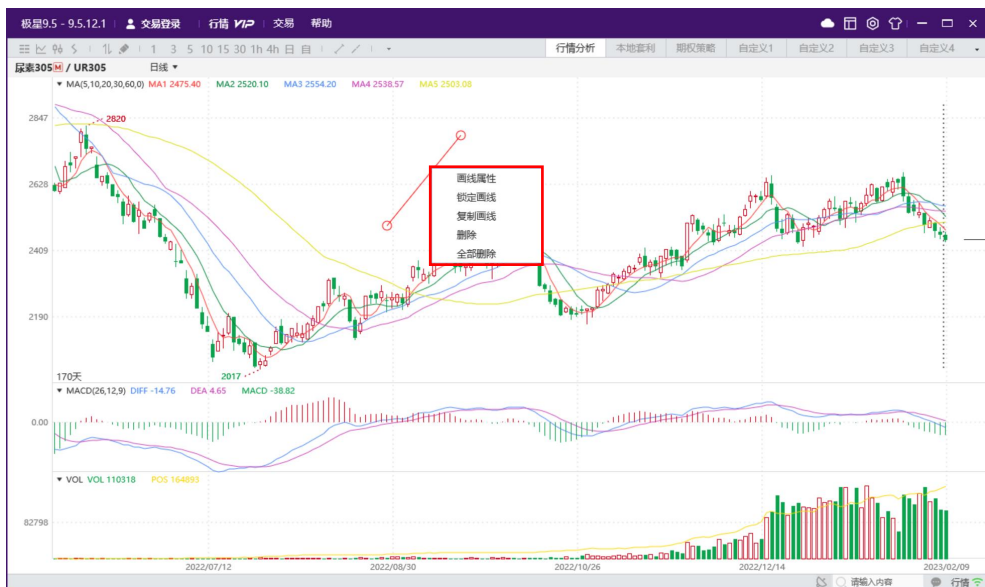 极星9.5 - 9.5.12.1 交易登录 行情 VIP 交易 帮助
1 3 5 10 15 30 1h 4h 日 自
行情分析 本地套利 期权策略 自定义1 自定义2 自定义3 自定义4
尿素305 M / UR305 日线
MA(5,10,20,30,60,0) MA1 2475.40 MA2 2520.10 MA3 2554.20 MA4 2538.57 MA5 2503.08
2847
2820
2628
2409
2190
画线属性
锁定画线
复制画线
删除
全部删除
170天
2017
MACD(26,12,9) DIFF -14.76 DEA 4.65 MACD -38.82
0.00
VOL VOL 110318 POS 164893
82798
2022/07/12 2022/08/30 2022/10/26 2022/12/14 2023/02/09
请输入内容 行情